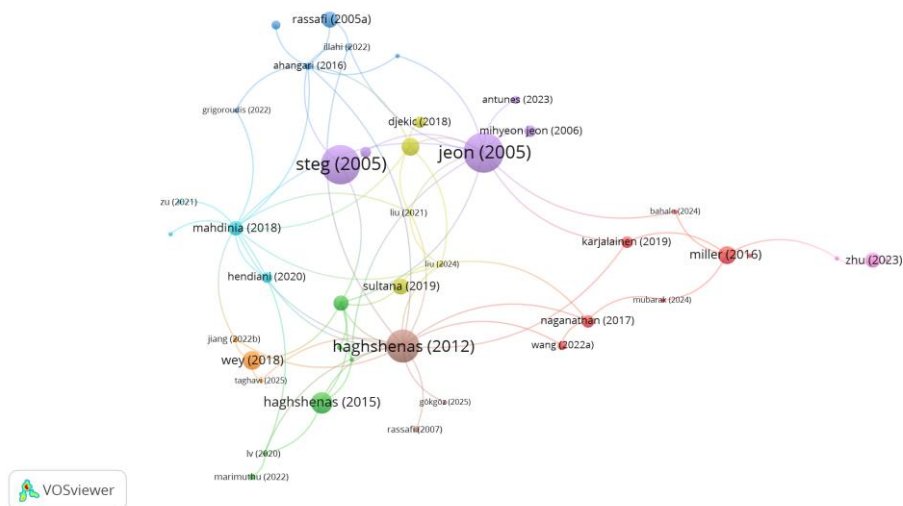 rassafi (2005a)
illahi (2022)
ahangari (2016)
antunes (2023)
grigoroudis (2022)
djekic (2018)
mihyeon jeon (2006)
jeon (2005)
steg (2005)
zu (2021)
liu (2021)
bahale (2024)
mahdinia (2018)
karjalainen (2019)
miller (2016)
zhu (2023)
liu (2024)
hendiani (2020)
sultana (2019)
mubarak (2024)
naganathan (2017)
jiang (2022b)
haghshenas (2012)
wang (2022a)
wey (2018)
taghavi (2025)
haghshenas (2015)
gökgöz (2025)
rassafi (2007)
lv (2020)
marimuthu (2022)
VOSviewer